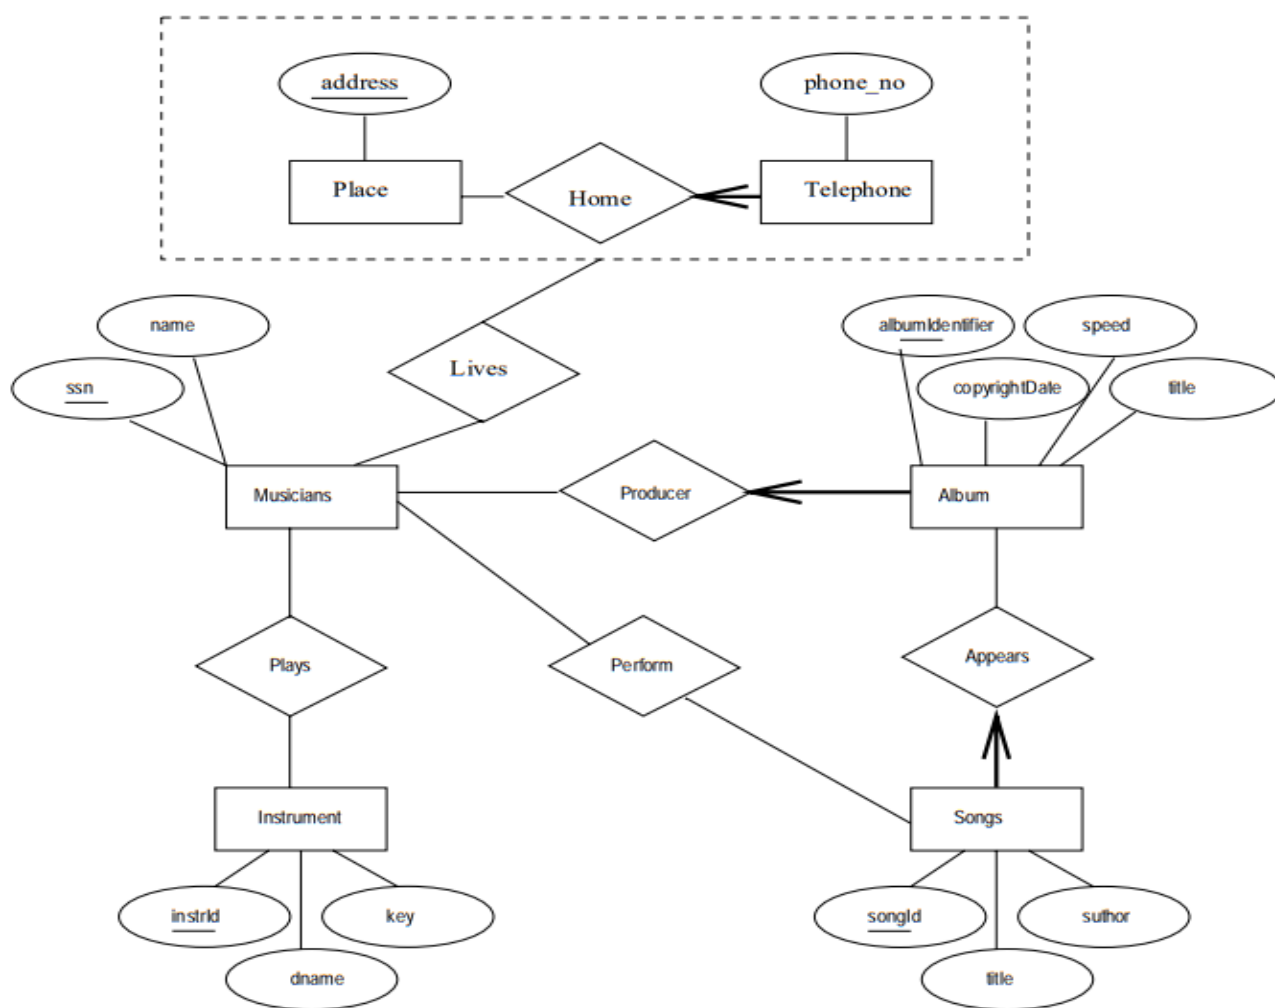 address
phone_no
Place
Home
Telephone
name
albumIdentifier
speed
ssn
Lives
copyrightDate
title
Musicians
Producer
Album
Plays
Perform
Appears
Instrument
Songs
instrId
key
songId
suthor
dname
title